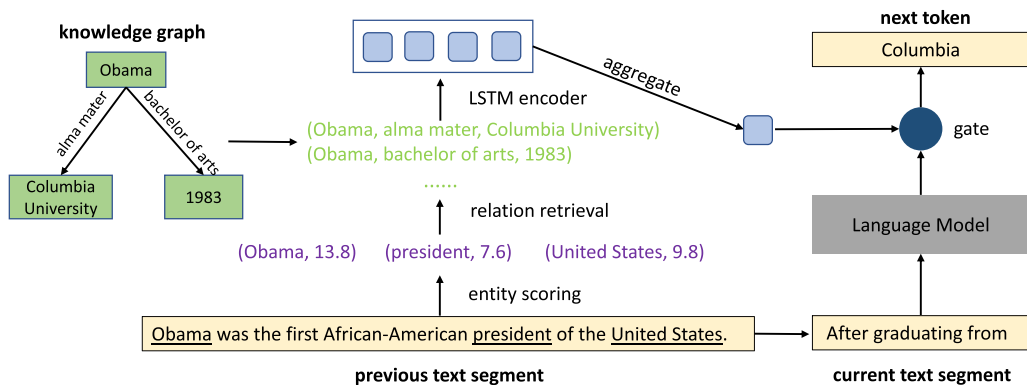 knowledge graph
Obama
alma mater
bachelor of arts
Columbia
University
1983
LSTM encoder
(Obama, alma mater, Columbia University)
(Obama, bachelor of arts, 1983)
......
relation retrieval
(Obama, 13.8) (president, 7.6) (United States, 9.8)
entity scoring
Obama was the first African-American president of the United States.
previous text segment
aggregate
next token
Columbia
gate
Language Model
After graduating from
current text segment